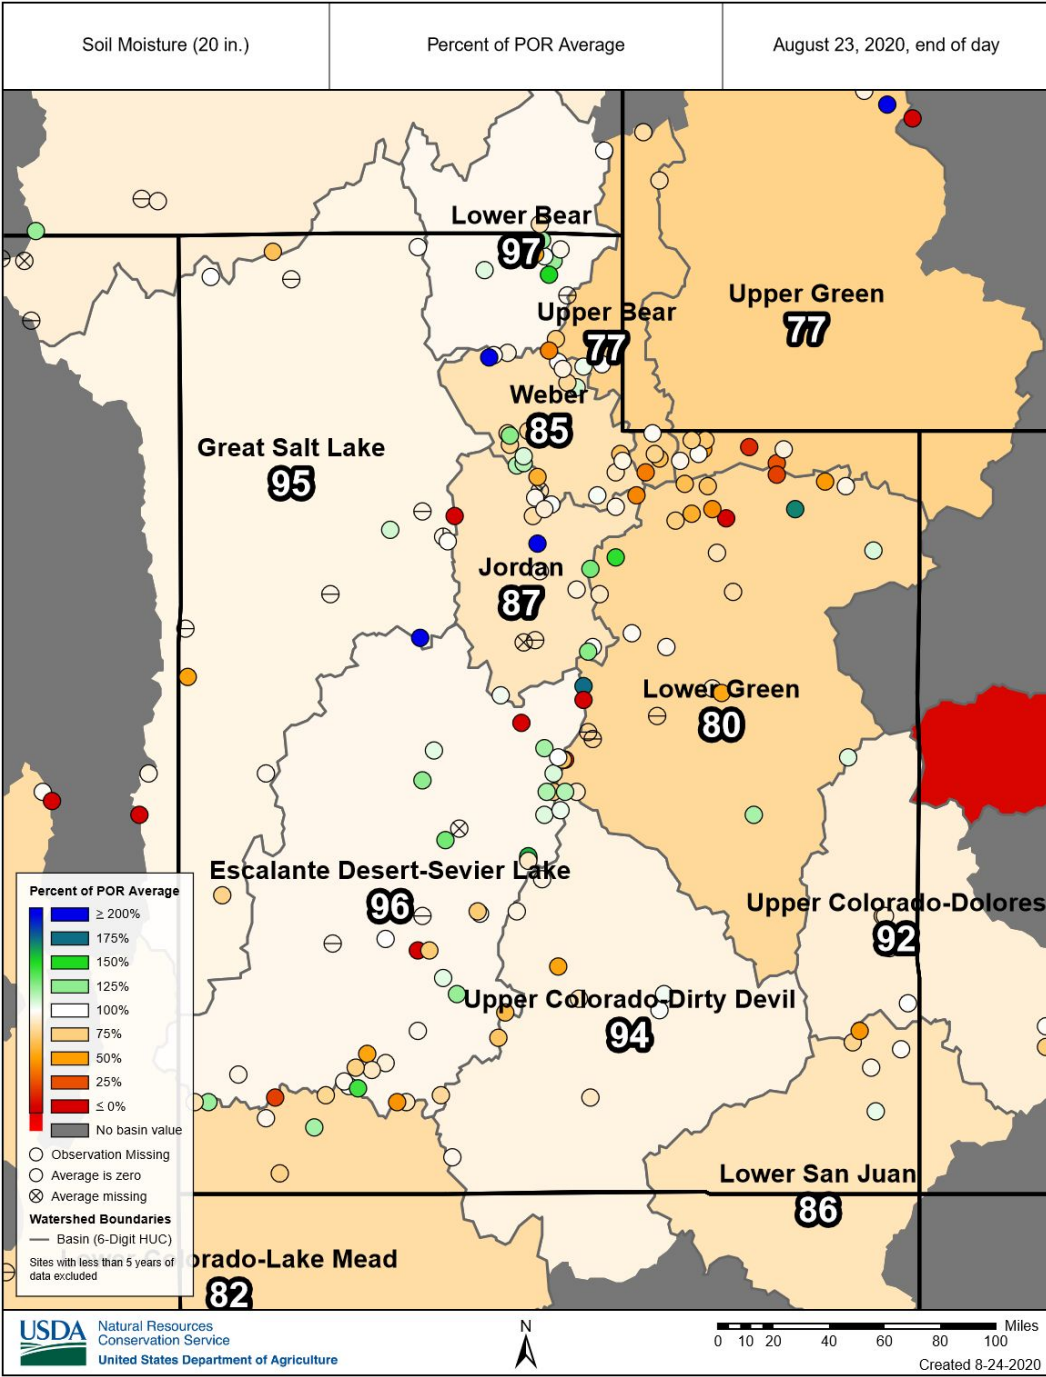 Soil Moisture (20 in.)
Percent of POR Average
August 23, 2020, end of day
Lower Bear
97
Upper Bear
77
Upper Green
77
Weber
85
Great Salt Lake
95
Jordan
87
Lower Green
80
Escalante Desert-Sevier Lake
96
Upper Colorado-Dolores
92
Upper Colorado-Dirty Devil
94
Lower San Juan
86
Lower Colorado-Lake Mead
82
Percent of POR Average
≥ 200%
175%
150%
125%
100%
75%
50%
25%
≤ 0%
No basin value
Observation Missing
Average is zero
Average missing
Watershed Boundaries
Basin (6-Digit HUC)
Sites with less than 5 years of
data excluded
USDA
Natural Resources
Conservation Service
United States Department of Agriculture
N
Miles
0 10 20 40 60 80 100
Created 8-24-2020